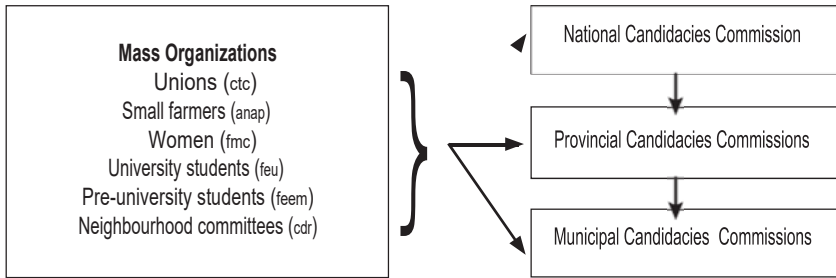 Mass Organizations
Unions (ctc)
Small farmers (anap)
Women (fmc)
University students (feu)
Pre-university students (feem)
Neighbourhood committees (cdr)
National Candidacies Commission
Provincial Candidacies Commissions
Municipal Candidacies Commissions